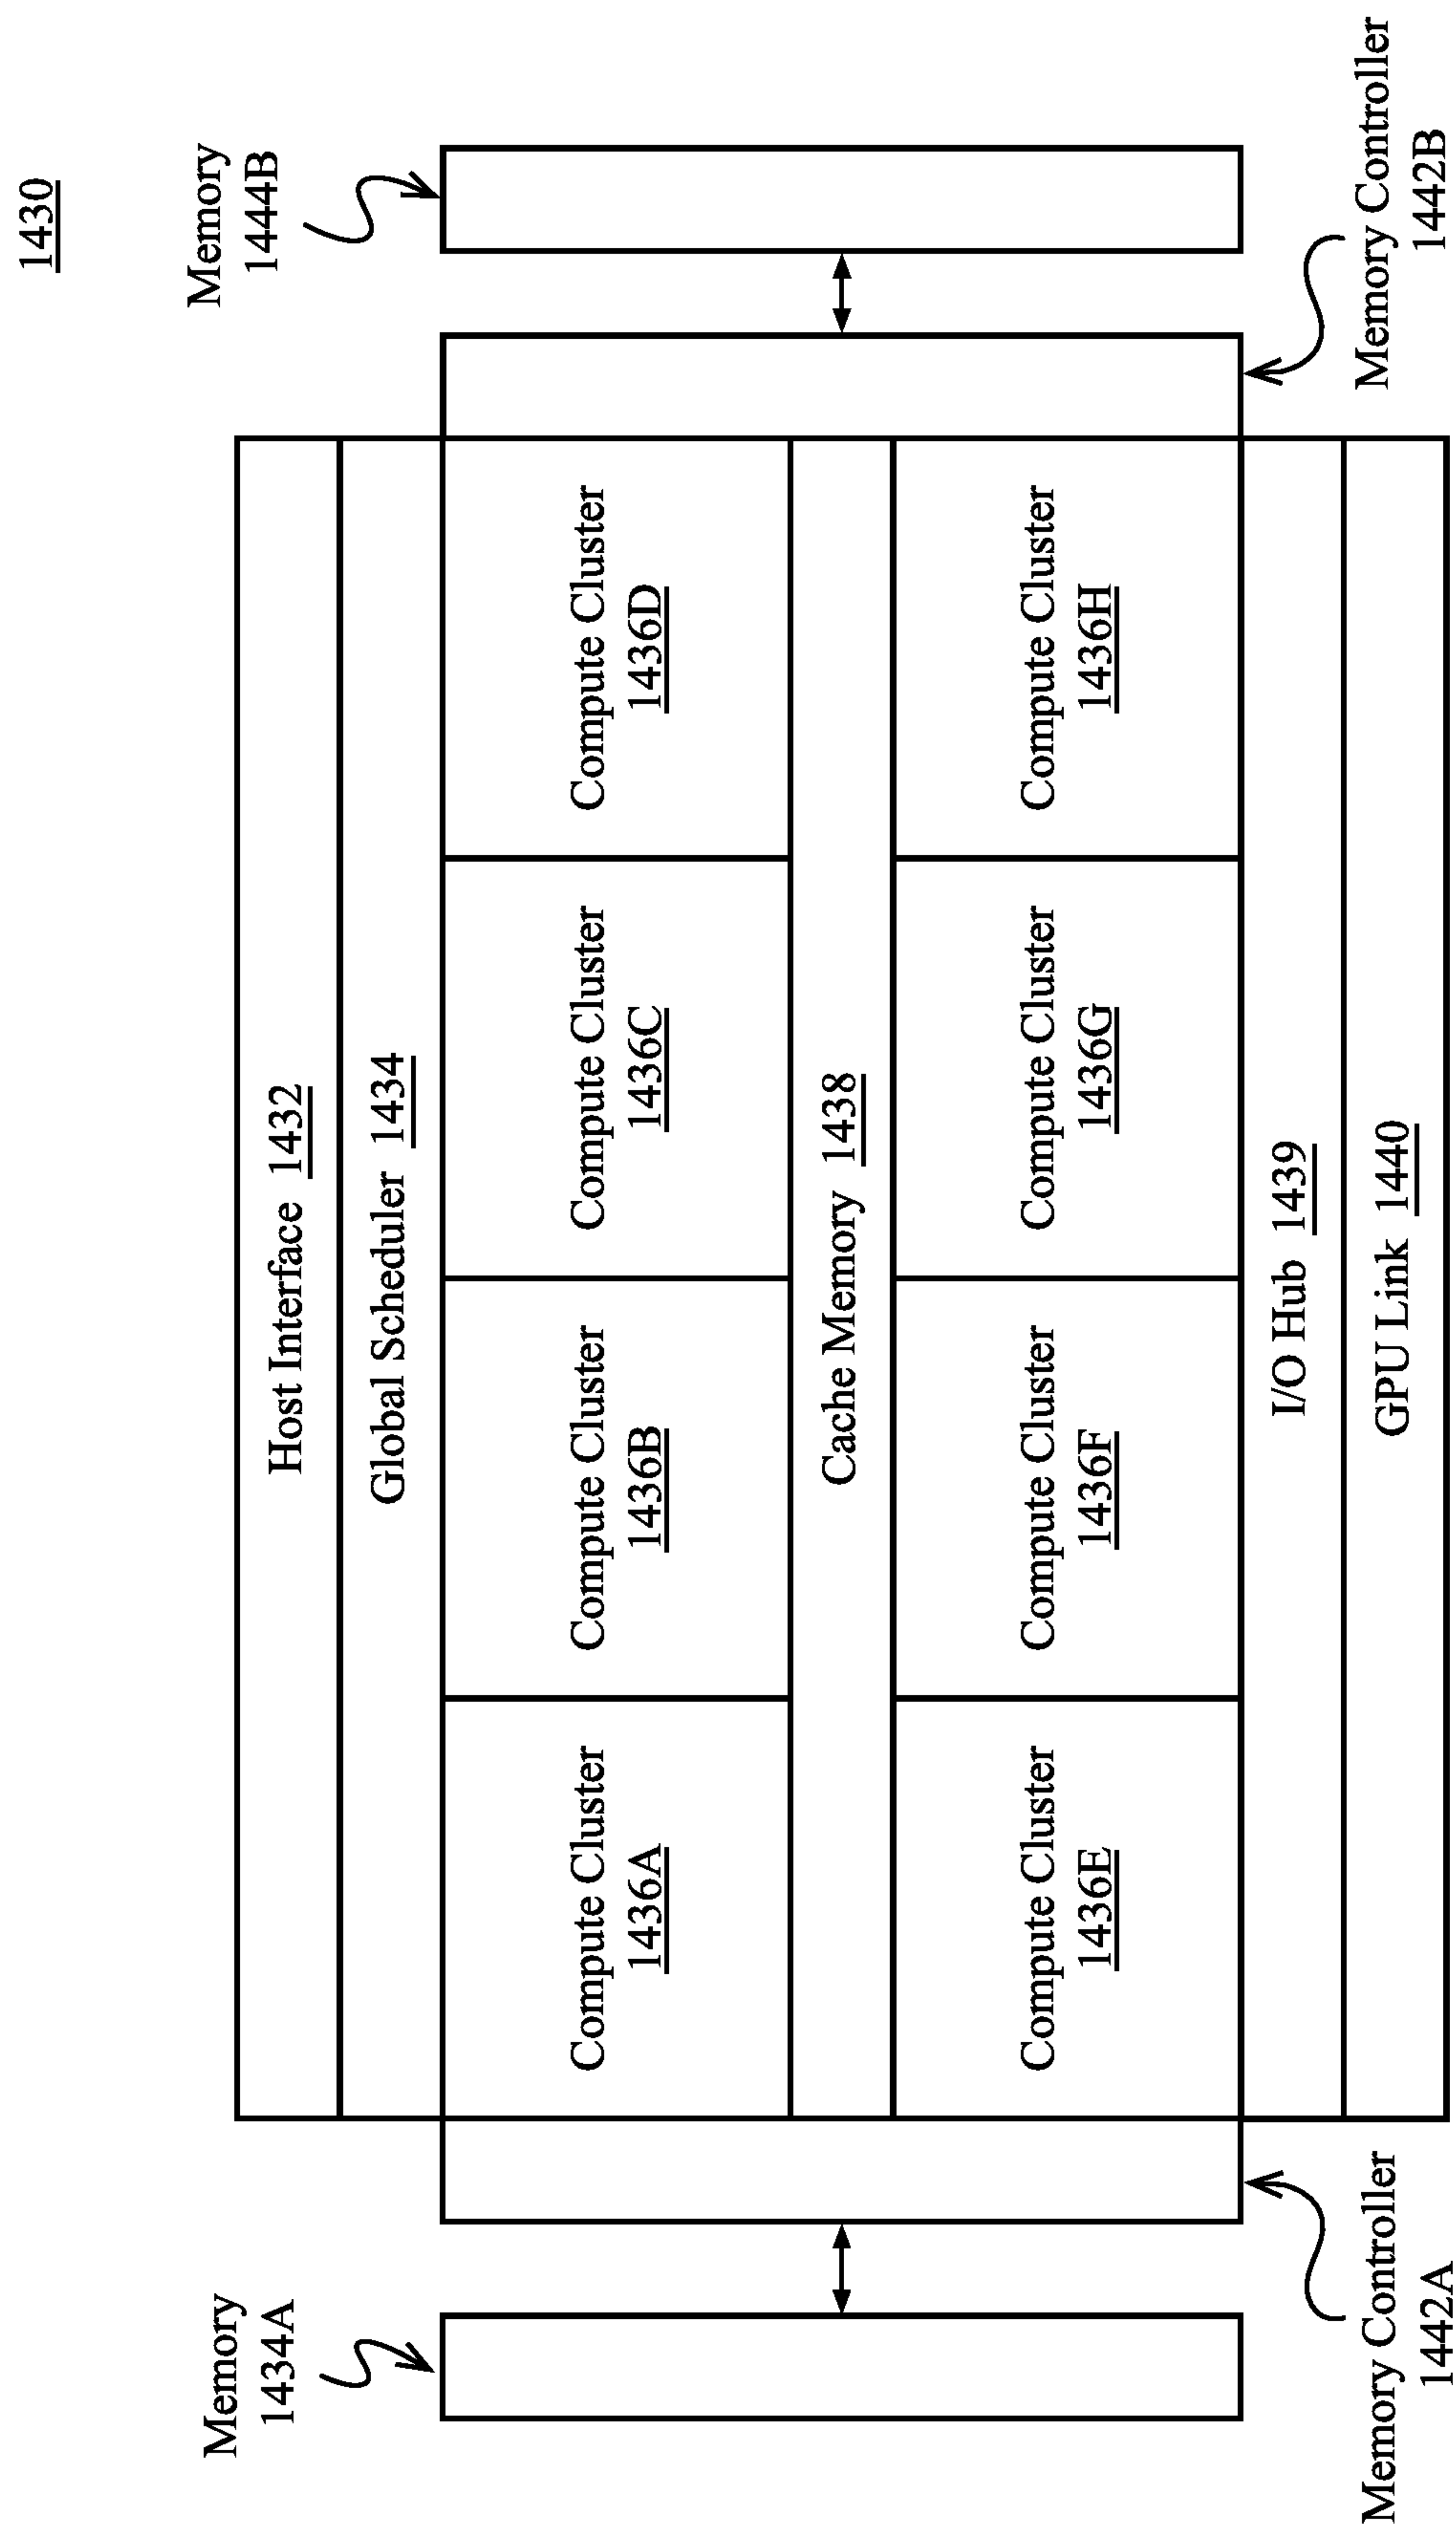 1430
Memory
1434A
Memory
1444B
Host Interface 1432
Global Scheduler 1434
Compute Cluster
1436A
Compute Cluster
1436B
Compute Cluster
1436C
Compute Cluster
1436D
Cache Memory 1438
Compute Cluster
1436E
Compute Cluster
1436F
Compute Cluster
1436G
Compute Cluster
1436H
I/O Hub 1439
GPU Link 1440
Memory Controller
1442A
Memory Controller
1442B